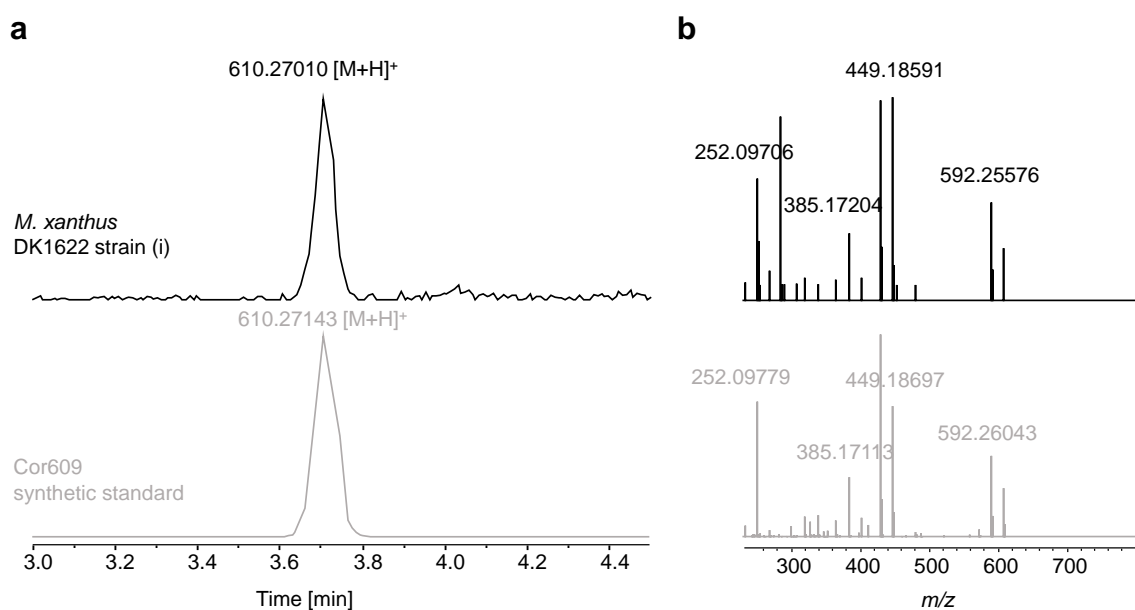 a
b
610.27010 [M+H]+
449.18591
252.09706
592.25576
385.17204
M. xanthus
DK1622 strain (i)
610.27143 [M+H]+
252.09779
449.18697
592.26043
385.17113
Cor609
synthetic standard
3.0 3.2 3.4 3.6 3.8 4.0 4.2 4.4
300 400 500 600 700
Time [min]
m/z